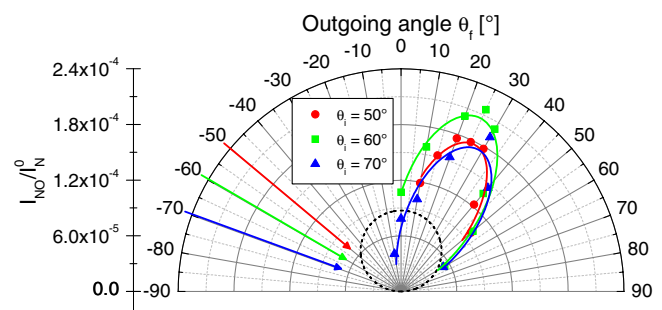 Outgoing angle θf [°]
-50 -40 -30 -20 -10 0 10 20 30 40 50
-60 60
-70 70
-80 80
-90 90
2.4x10⁻⁴
1.8x10⁻⁴
1.2x10⁻⁴
6.0x10⁻⁵
0.0
I_NO/I_N⁰
θi = 50°
θi = 60°
θi = 70°